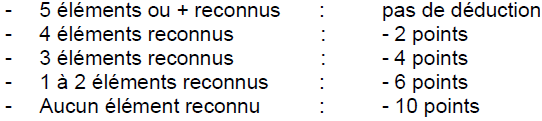 - 5 éléments ou + reconnus : pas de déduction
- 4 éléments reconnus : - 2 points
- 3 éléments reconnus : - 4 points
- 1 à 2 éléments reconnus : - 6 points
- Aucun élément reconnu : - 10 points